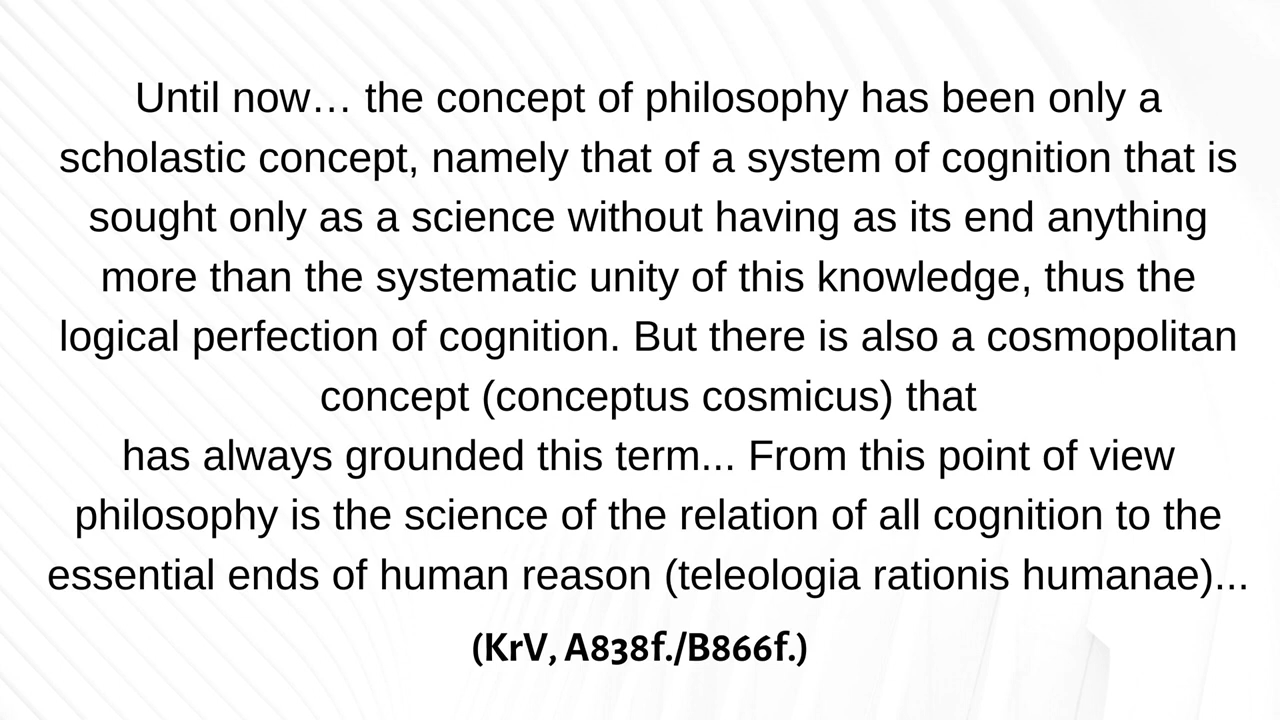 Until now… the concept of philosophy has been only a
scholastic concept, namely that of a system of cognition that is
sought only as a science without having as its end anything
more than the systematic unity of this knowledge, thus the
logical perfection of cognition. But there is also a cosmopolitan
concept (conceptus cosmicus) that
has always grounded this term... From this point of view
philosophy is the science of the relation of all cognition to the
essential ends of human reason (teleologia rationis humanae)...
(KrV, A838f./B866f.)